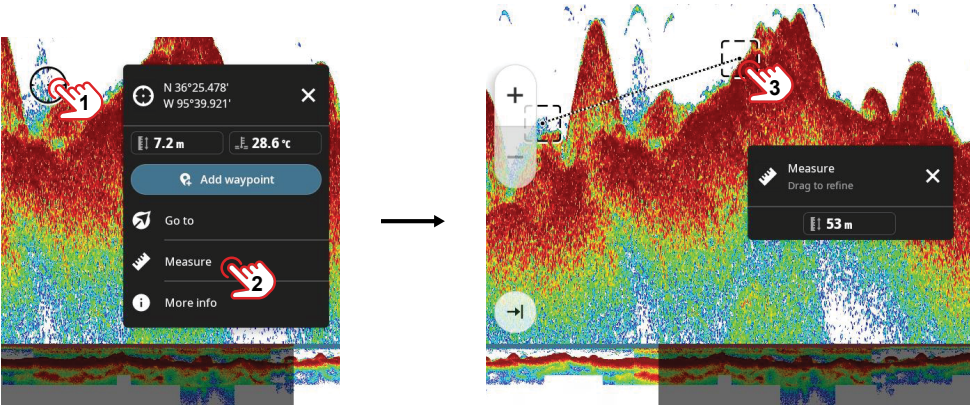 1
N 36°25.478'
W 95°39.921'
7.2 m
28.6 °C
Add waypoint
Go to
Measure
2
More info
+
−
3
Measure
Drag to refine
53 m